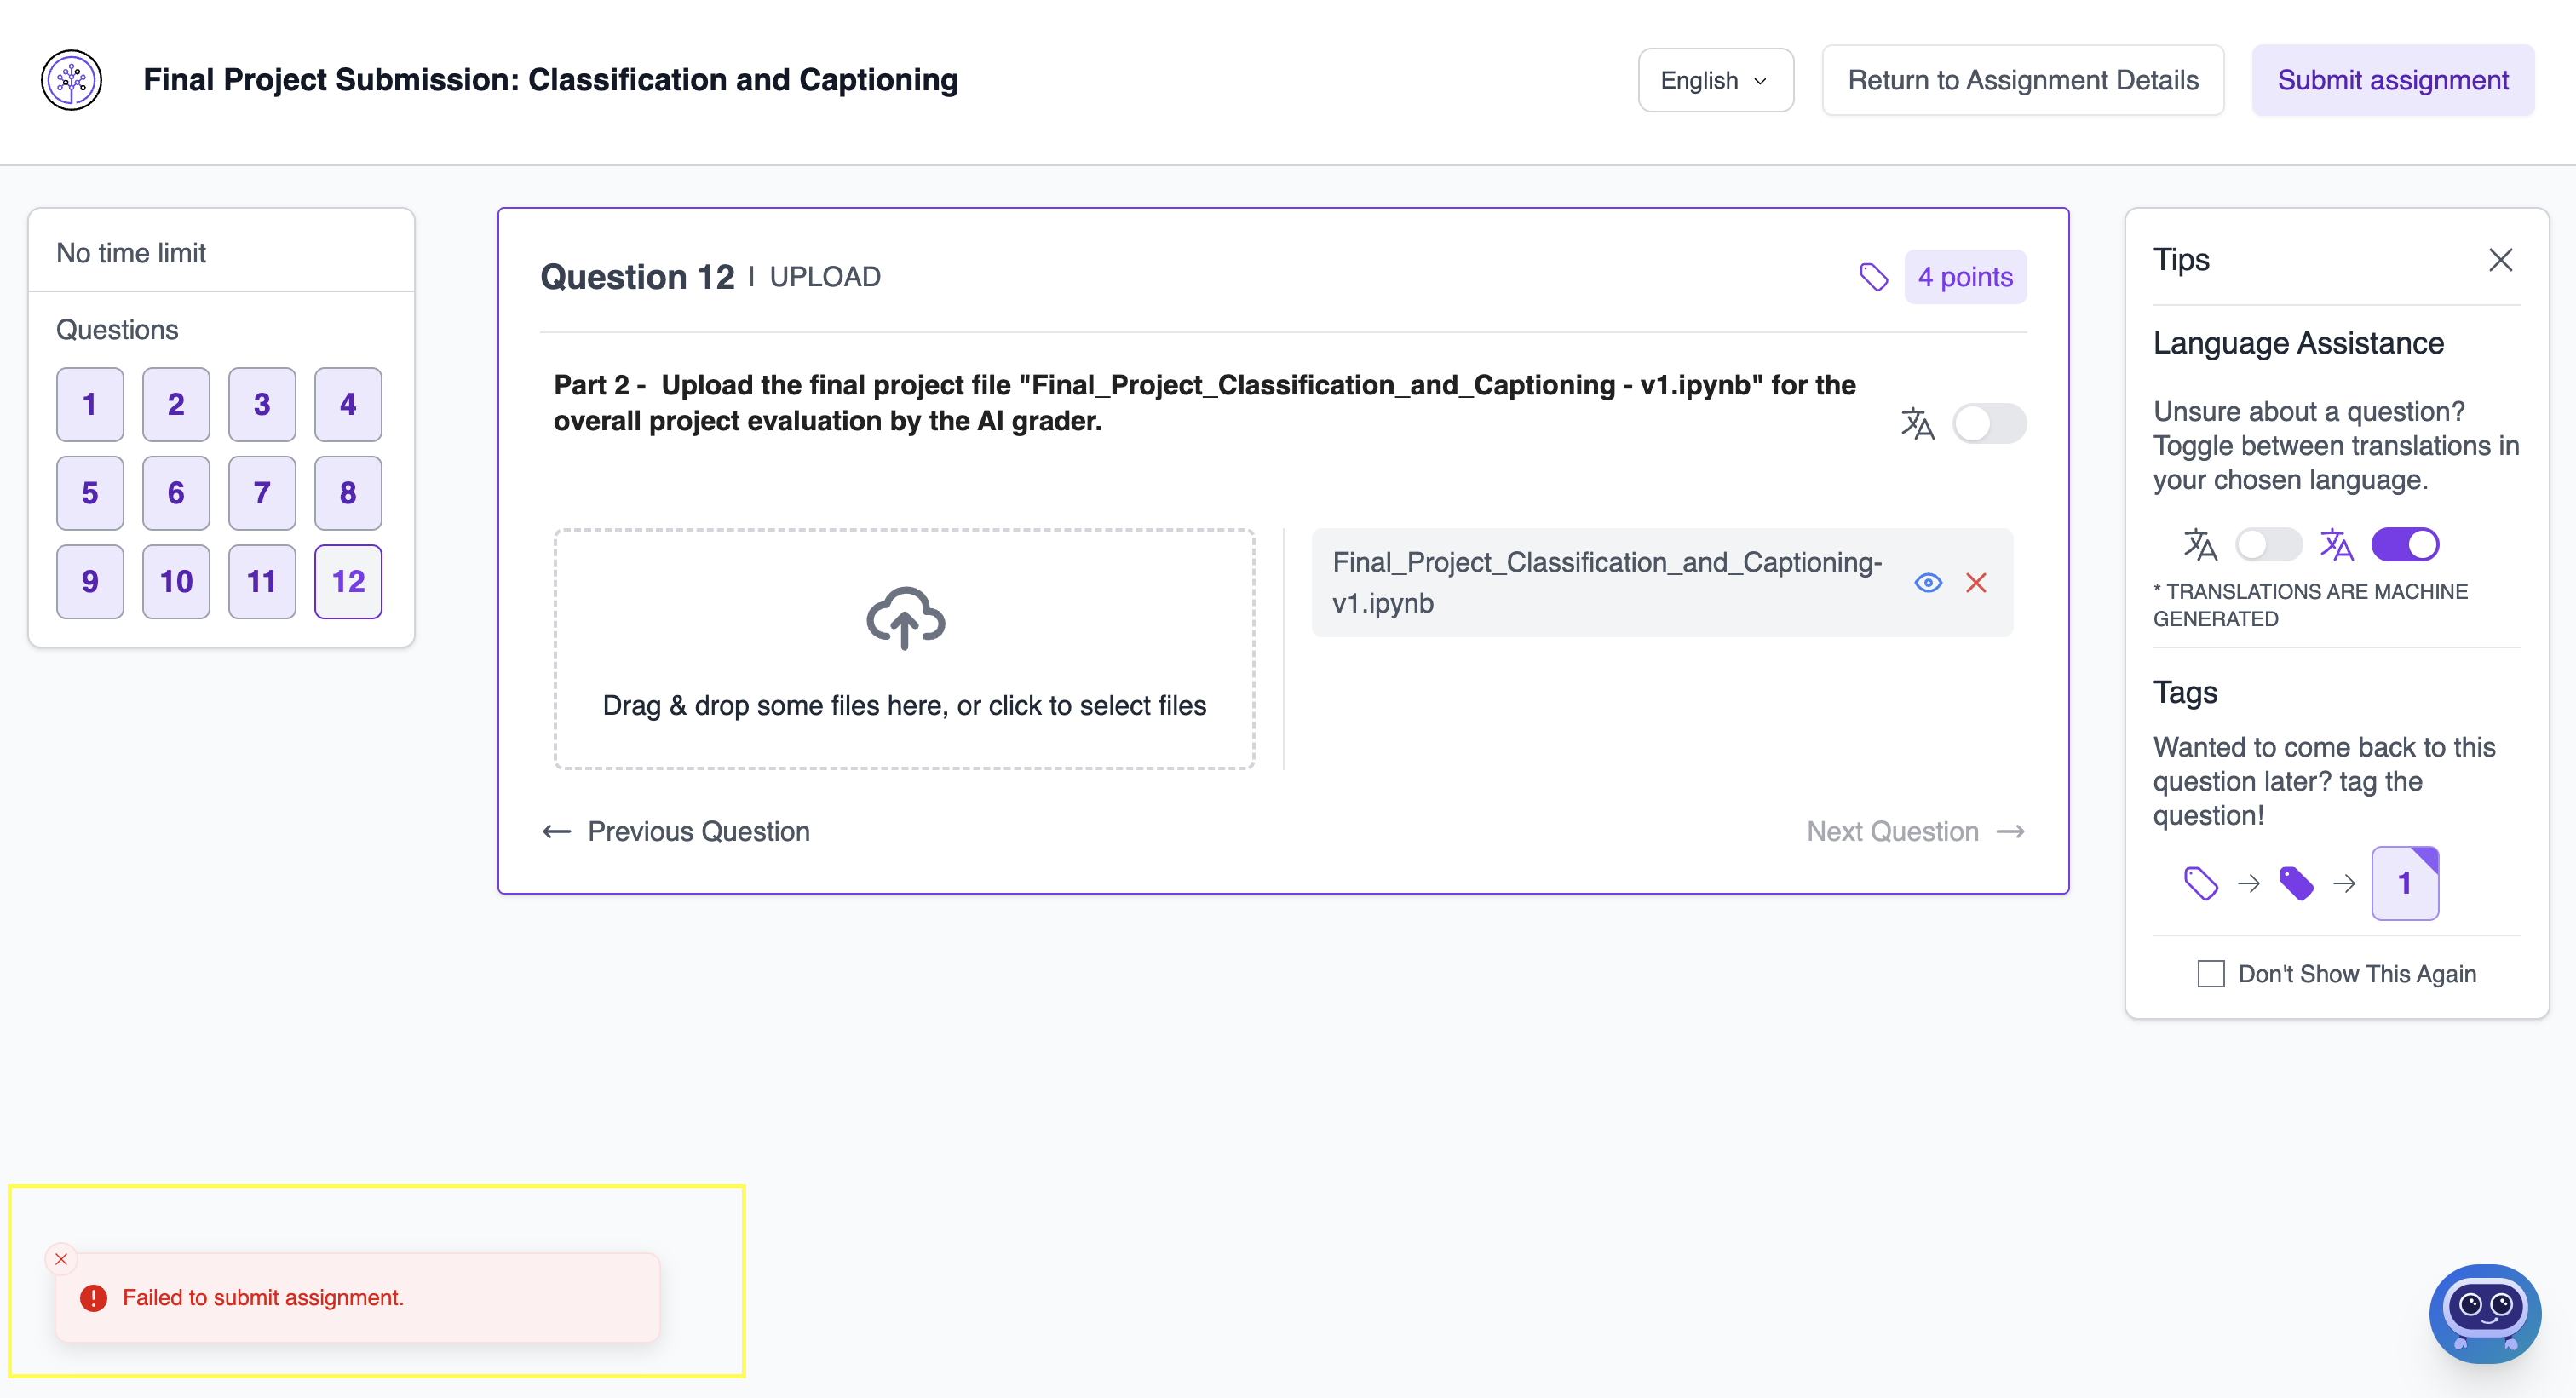 Final Project Submission: Classification and Captioning
English
Return to Assignment Details
Submit assignment
No time limit
Questions
1 2 3 4
5 6 7 8
9 10 11 12
Question 12 | UPLOAD
4 points
Part 2 - Upload the final project file "Final_Project_Classification_and_Captioning - v1.ipynb" for the
overall project evaluation by the AI grader.
Drag & drop some files here, or click to select files
Final_Project_Classification_and_Captioning-
v1.ipynb
Previous Question
Next Question
Tips
Language Assistance
Unsure about a question?
Toggle between translations in
your chosen language.
* TRANSLATIONS ARE MACHINE
GENERATED
Tags
Wanted to come back to this
question later? tag the
question!
1
Don't Show This Again
Failed to submit assignment.